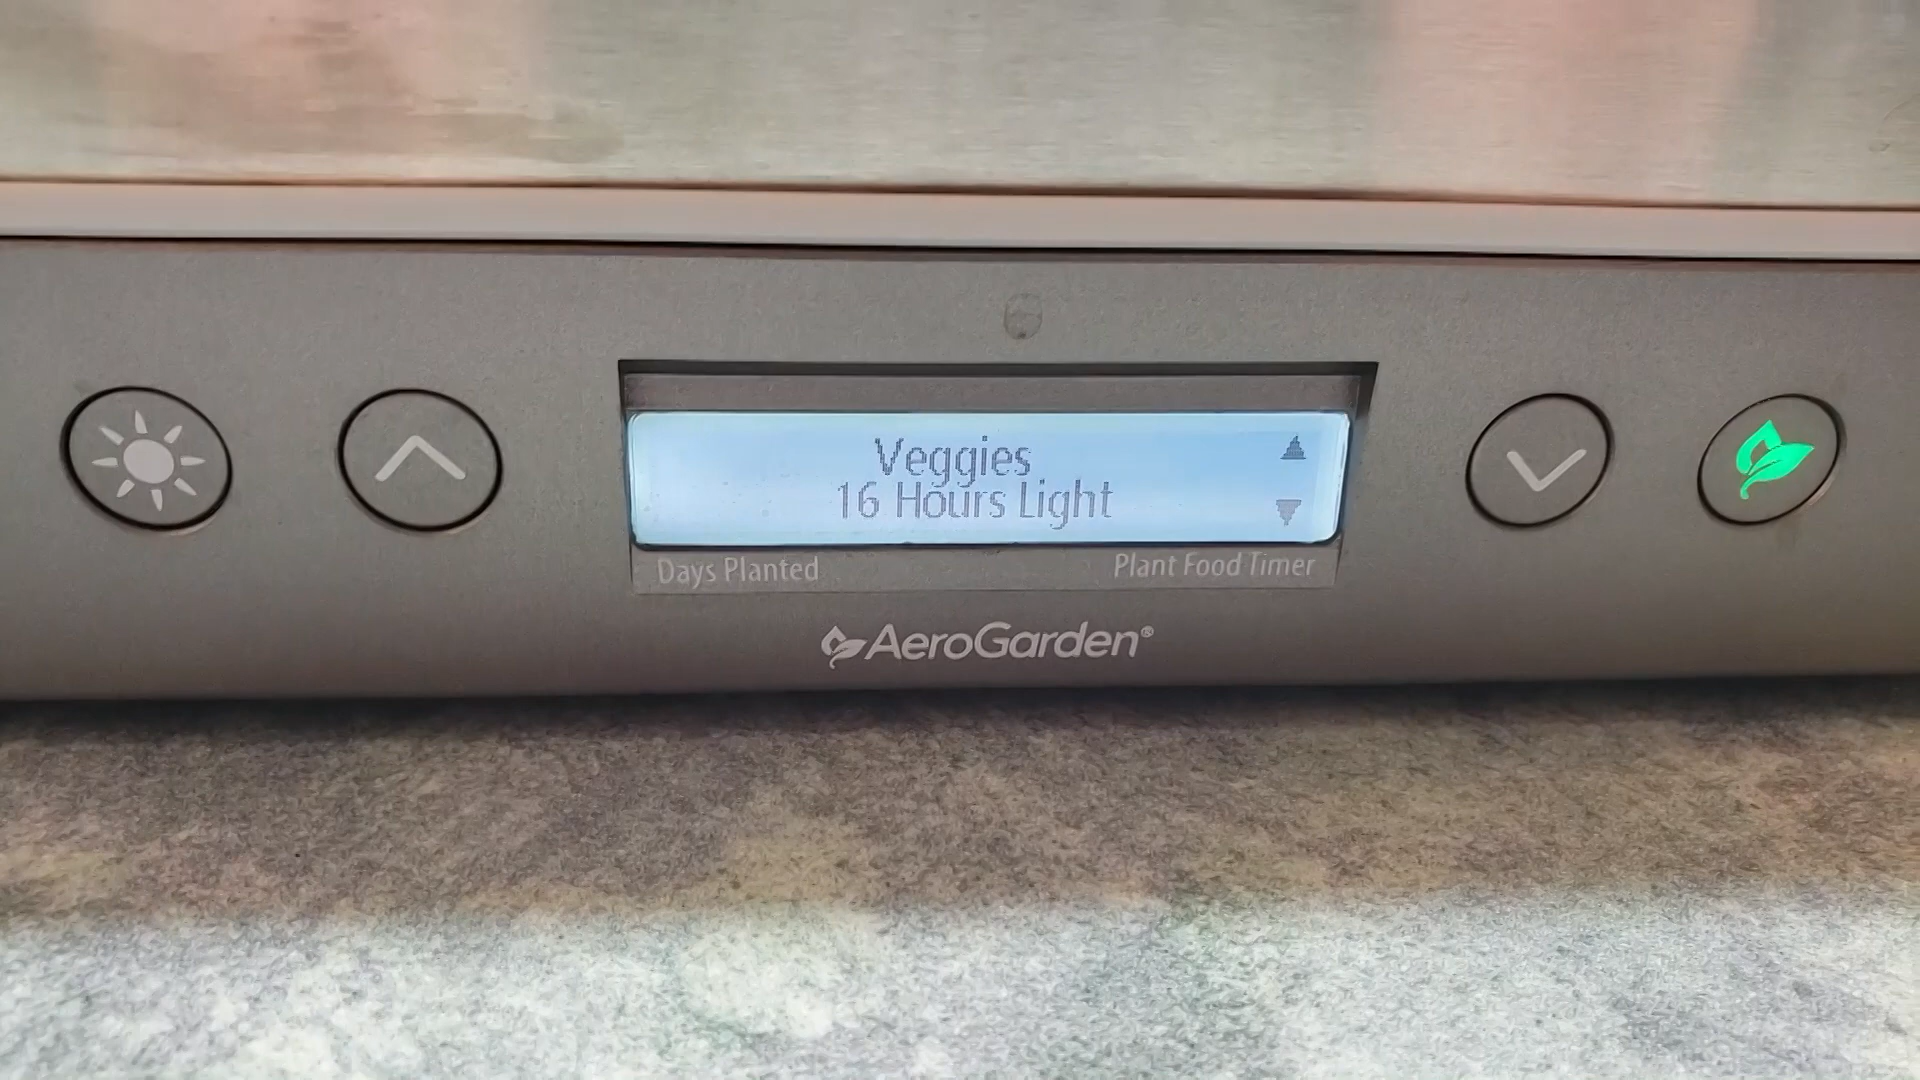 Veggies
16 Hours Light
Days Planted
Plant Food Timer
AeroGarden®